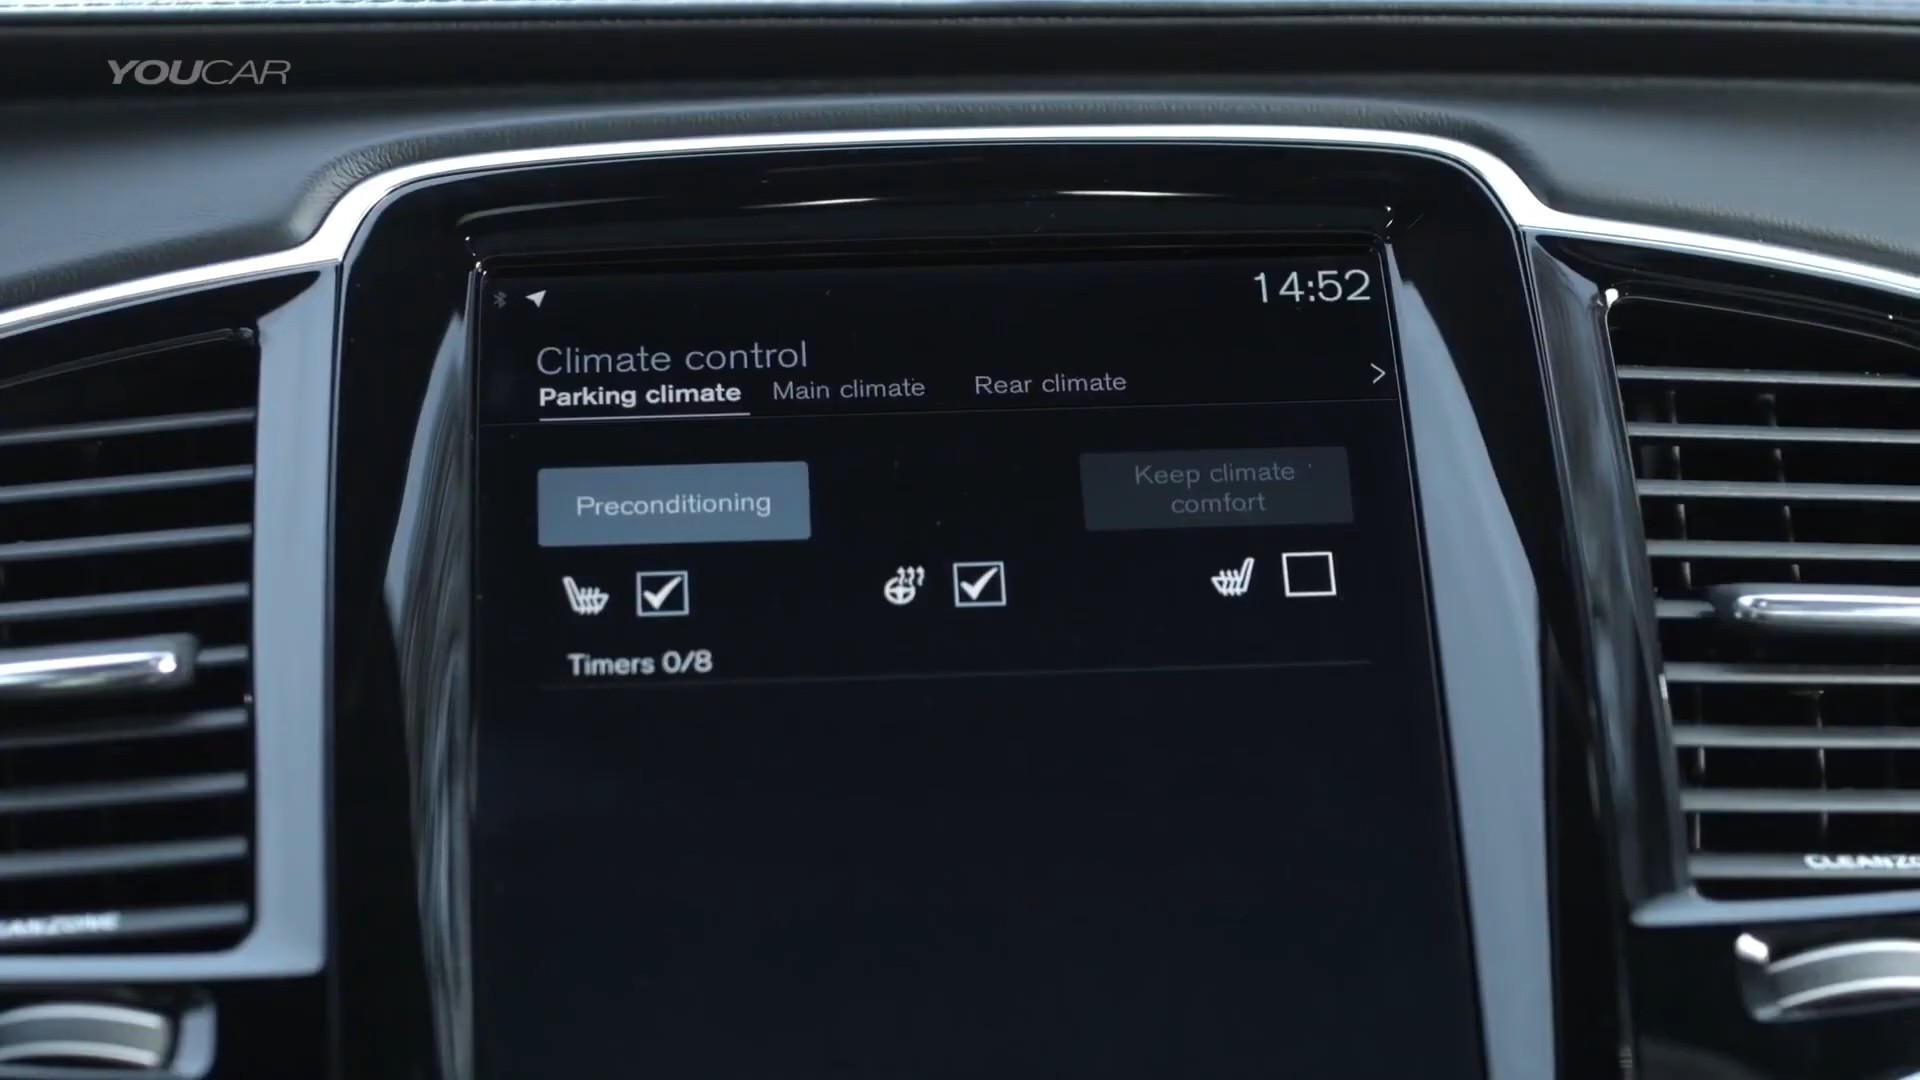 YOUCAR
14:52
Climate control
Parking climate Main climate Rear climate
Preconditioning
Keep climate
comfort
Timers 0/8